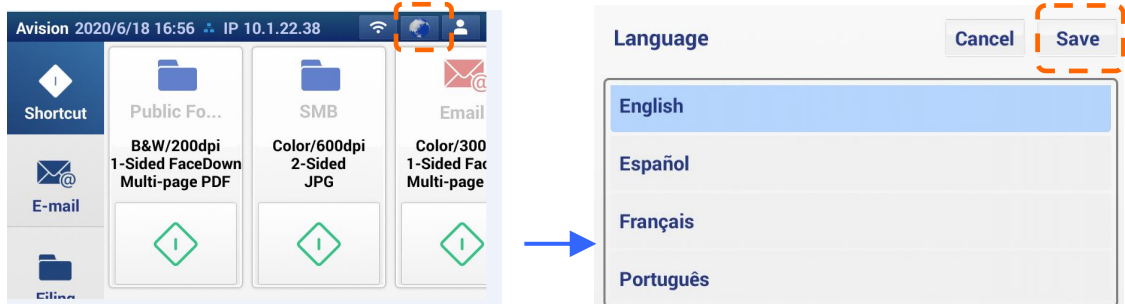 Avision 2020/6/18 16:56 IP 10.1.22.38
Shortcut
E-mail
Filing
Public Fo...
B&W/200dpi
1-Sided FaceDown
Multi-page PDF
SMB
Color/600dpi
2-Sided
JPG
Email
Color/300
1-Sided Fac
Multi-page
Language
Cancel
Save
English
Español
Français
Português